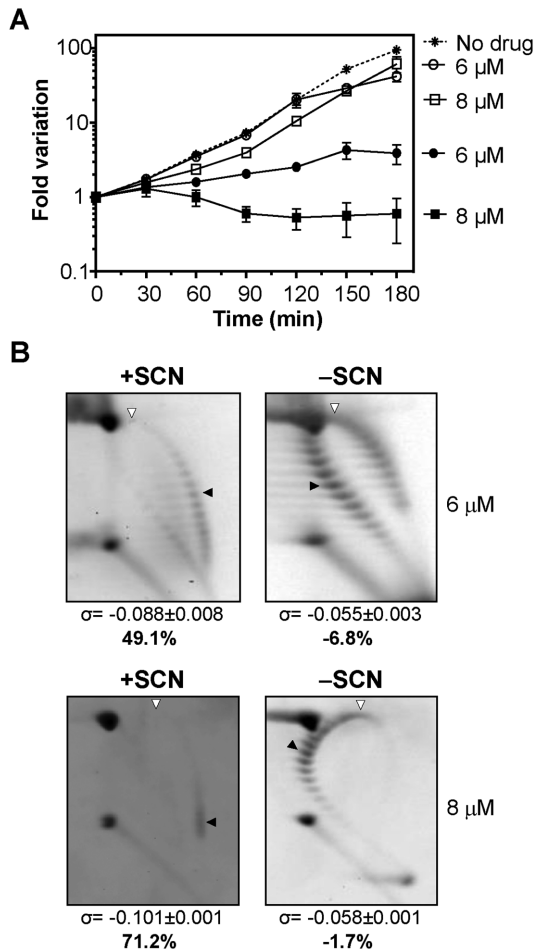 A
Fold variation
100
10
1
0.1
0 30 60 90 120 150 180
Time (min)
No drug
6 µM
8 µM
6 µM
8 µM
B
+SCN –SCN
6 µM
σ= -0.088±0.008 σ= -0.055±0.003
49.1% -6.8%
+SCN –SCN
8 µM
σ= -0.101±0.001 σ= -0.058±0.001
71.2% -1.7%